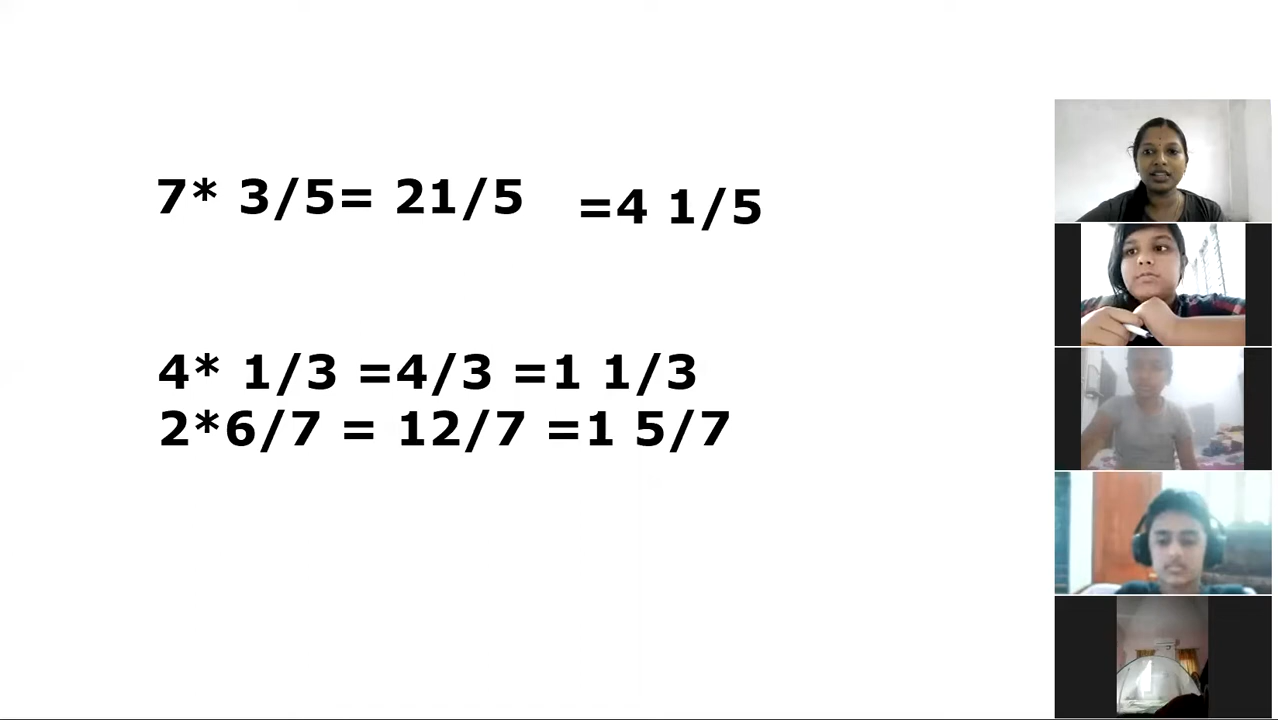 7* 3/5= 21/5 =4 1/5
4* 1/3 =4/3 =1 1/3
2*6/7 = 12/7 =1 5/7